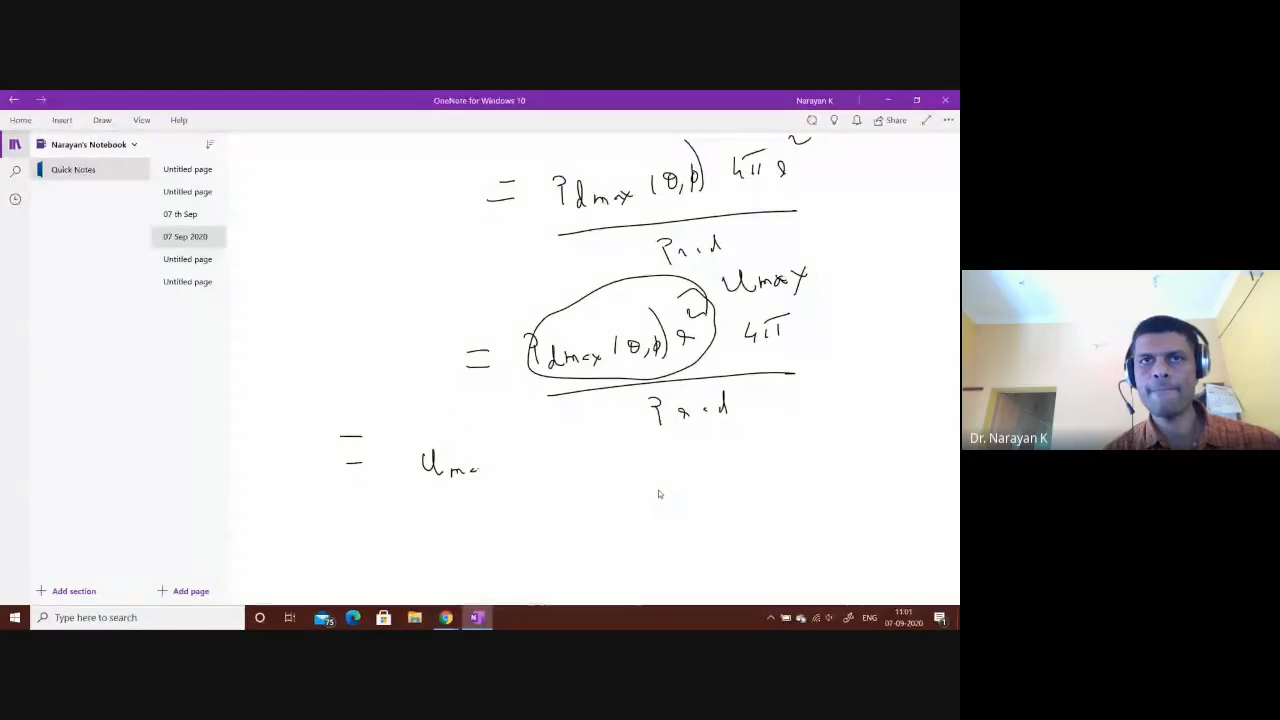 OneNote for Windows 10
Narayan K
Home Insert Draw View Help
Share
Narayan's Notebook
Quick Notes
Untitled page
Untitled page
07 th Sep
07 Sep 2020
Untitled page
Untitled page
= Pdmax (θ,φ) 4π r²
Prad
Umax
= Pdmax (θ,φ) r² 4π
Prad
= Uma
Dr. Narayan K
+ Add section + Add page
Type here to search
75
ENG
11:01
07-09-2020
1